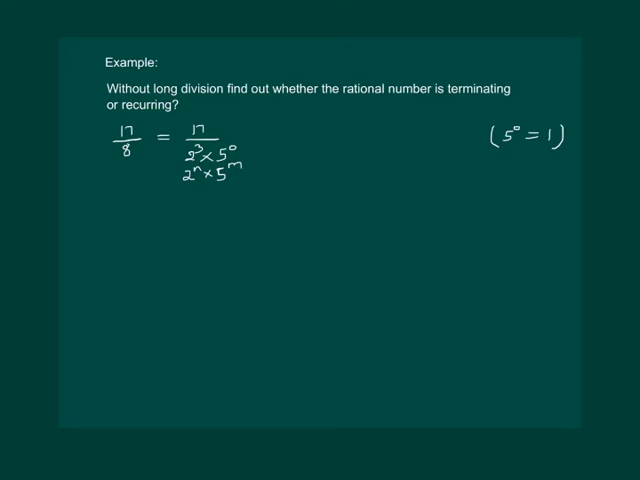 Example:
Without long division find out whether the rational number is terminating
or recurring?
17/8 = 17/(2³ × 5⁰) (5⁰ = 1)
2ⁿ × 5ᵐ